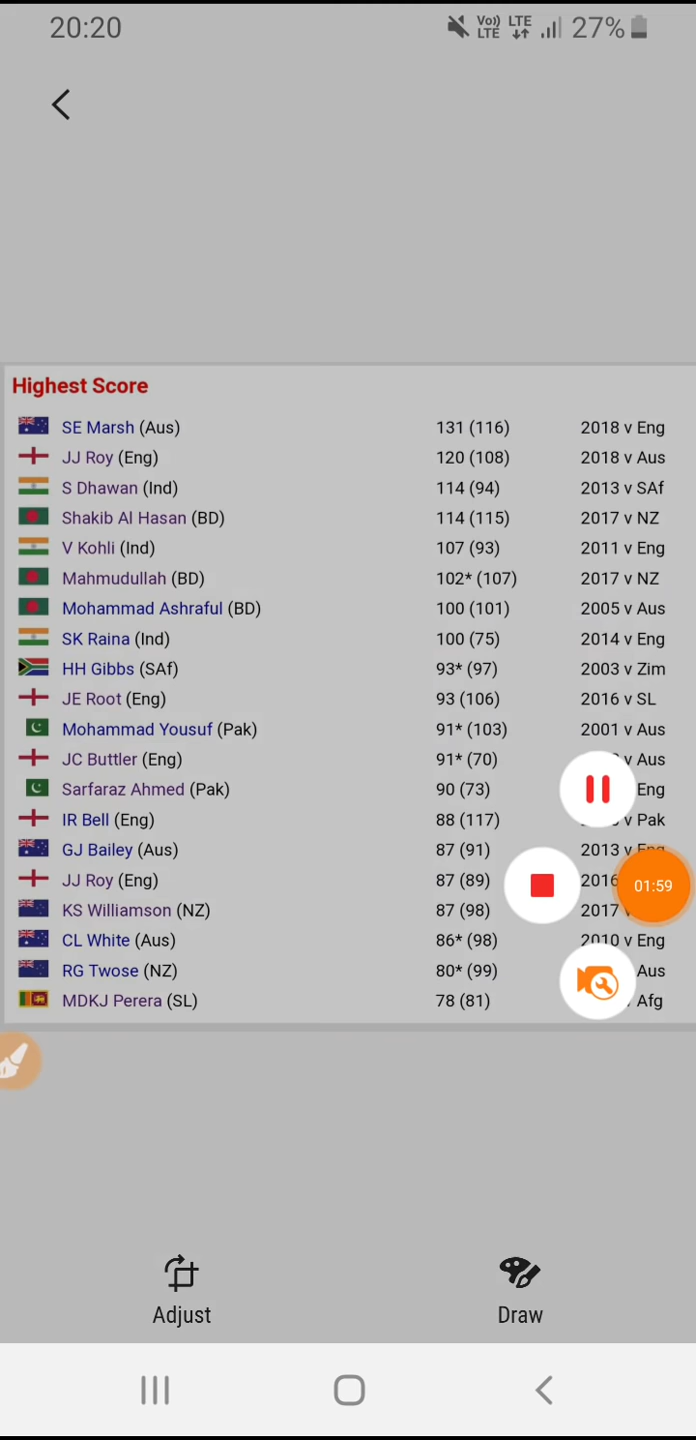 20:20 Vo)) LTE LTE 27%
Highest Score
SE Marsh (Aus) 131 (116) 2018 v Eng
JJ Roy (Eng) 120 (108) 2018 v Aus
S Dhawan (Ind) 114 (94) 2013 v SAf
Shakib Al Hasan (BD) 114 (115) 2017 v NZ
V Kohli (Ind) 107 (93) 2011 v Eng
Mahmudullah (BD) 102* (107) 2017 v NZ
Mohammad Ashraful (BD) 100 (101) 2005 v Aus
SK Raina (Ind) 100 (75) 2014 v Eng
HH Gibbs (SAf) 93* (97) 2003 v Zim
JE Root (Eng) 93 (106) 2016 v SL
Mohammad Yousuf (Pak) 91* (103) 2001 v Aus
JC Buttler (Eng) 91* (70) v Aus
Sarfaraz Ahmed (Pak) 90 (73) Eng
IR Bell (Eng) 88 (117) v Pak
GJ Bailey (Aus) 87 (91) 2013 v Eng
JJ Roy (Eng) 87 (89) 2016 01:59
KS Williamson (NZ) 87 (98) 2017
CL White (Aus) 86* (98) 2010 v Eng
RG Twose (NZ) 80* (99) Aus
MDKJ Perera (SL) 78 (81) Afg
Adjust Draw